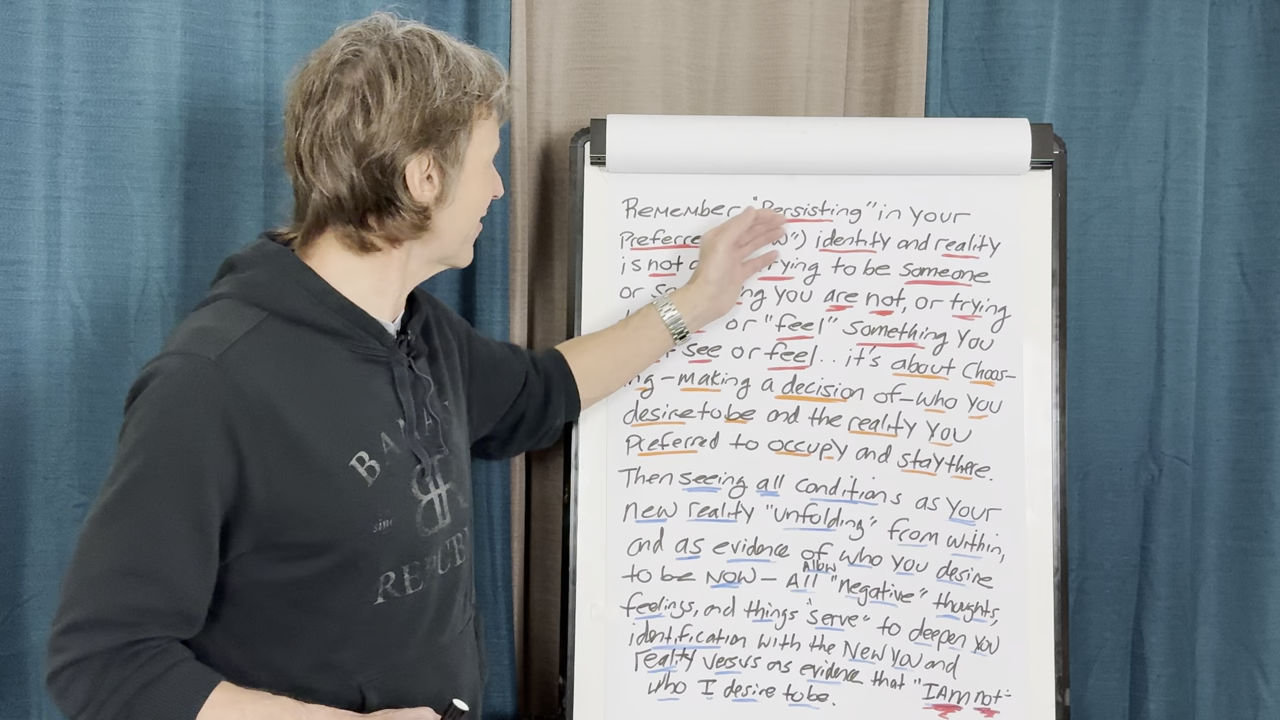 Remember "Persisting" in your
Preferre w") identity and reality
is not rying to be someone
or so ng you are not, or trying
or "feel" something you
see or feel... it's about choos-
ing-making a decision of-who you
desire to be and the reality you
Preferred to occupy and stay there.
Then seeing all conditions as your
new reality "unfolding" from within,
and as evidence of who you desire
to be NOW - All Allow "negative" thoughts,
feelings, and things "serve" to deepen you
identification with the New you and
reality versus as evidence that "I Am not-
who I desire to be.
BANA
sinc
B
REPUBL